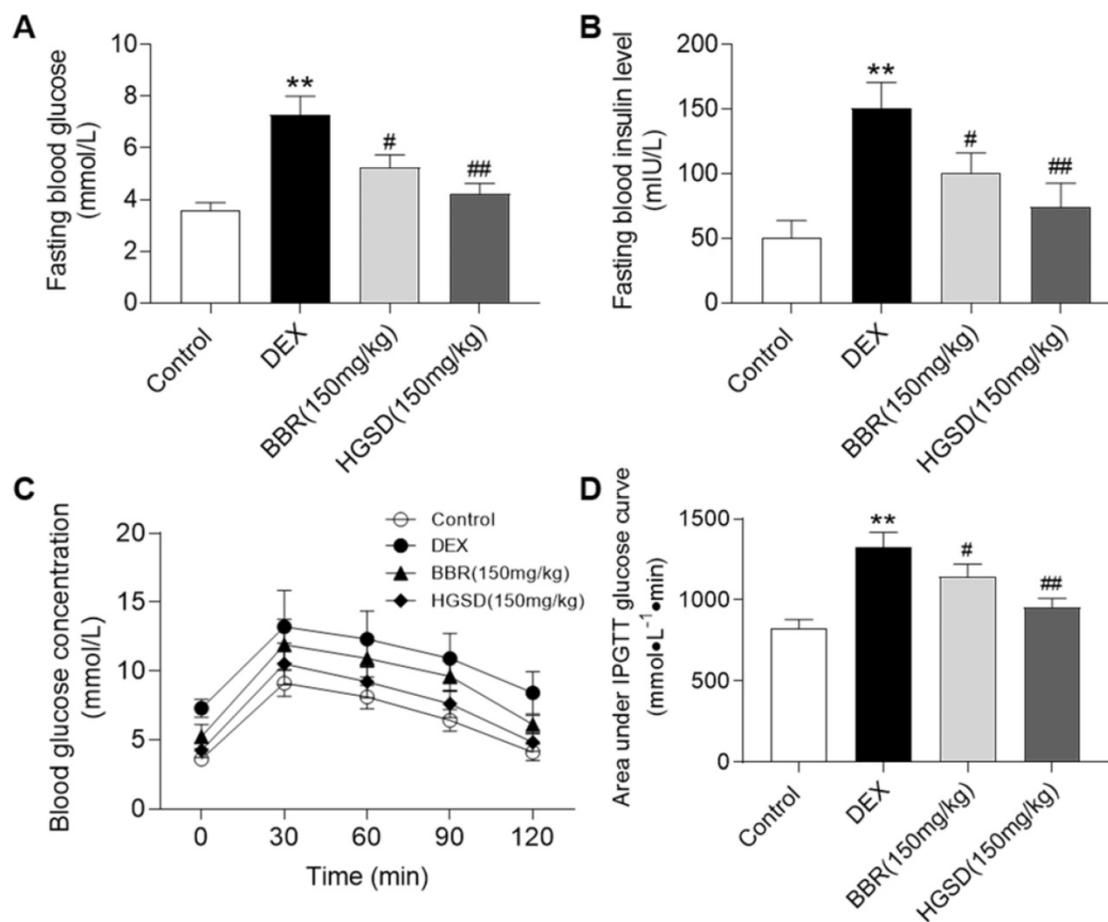 A
Fasting blood glucose
(mmol/L)
10
8
6
4
2
0
**
#
##
Control
DEX
BBR(150mg/kg)
HGSD(150mg/kg)
B
Fasting blood insulin level
(mIU/L)
200
150
100
50
0
**
#
##
Control
DEX
BBR(150mg/kg)
HGSD(150mg/kg)
C
Blood glucose concentration
(mmol/L)
20
15
10
5
0
Control
DEX
BBR(150mg/kg)
HGSD(150mg/kg)
0 30 60 90 120
Time (min)
D
Area under IPGTT glucose curve
(mmol•L⁻¹•min)
1500
1000
500
0
**
#
##
Control
DEX
BBR(150mg/kg)
HGSD(150mg/kg)